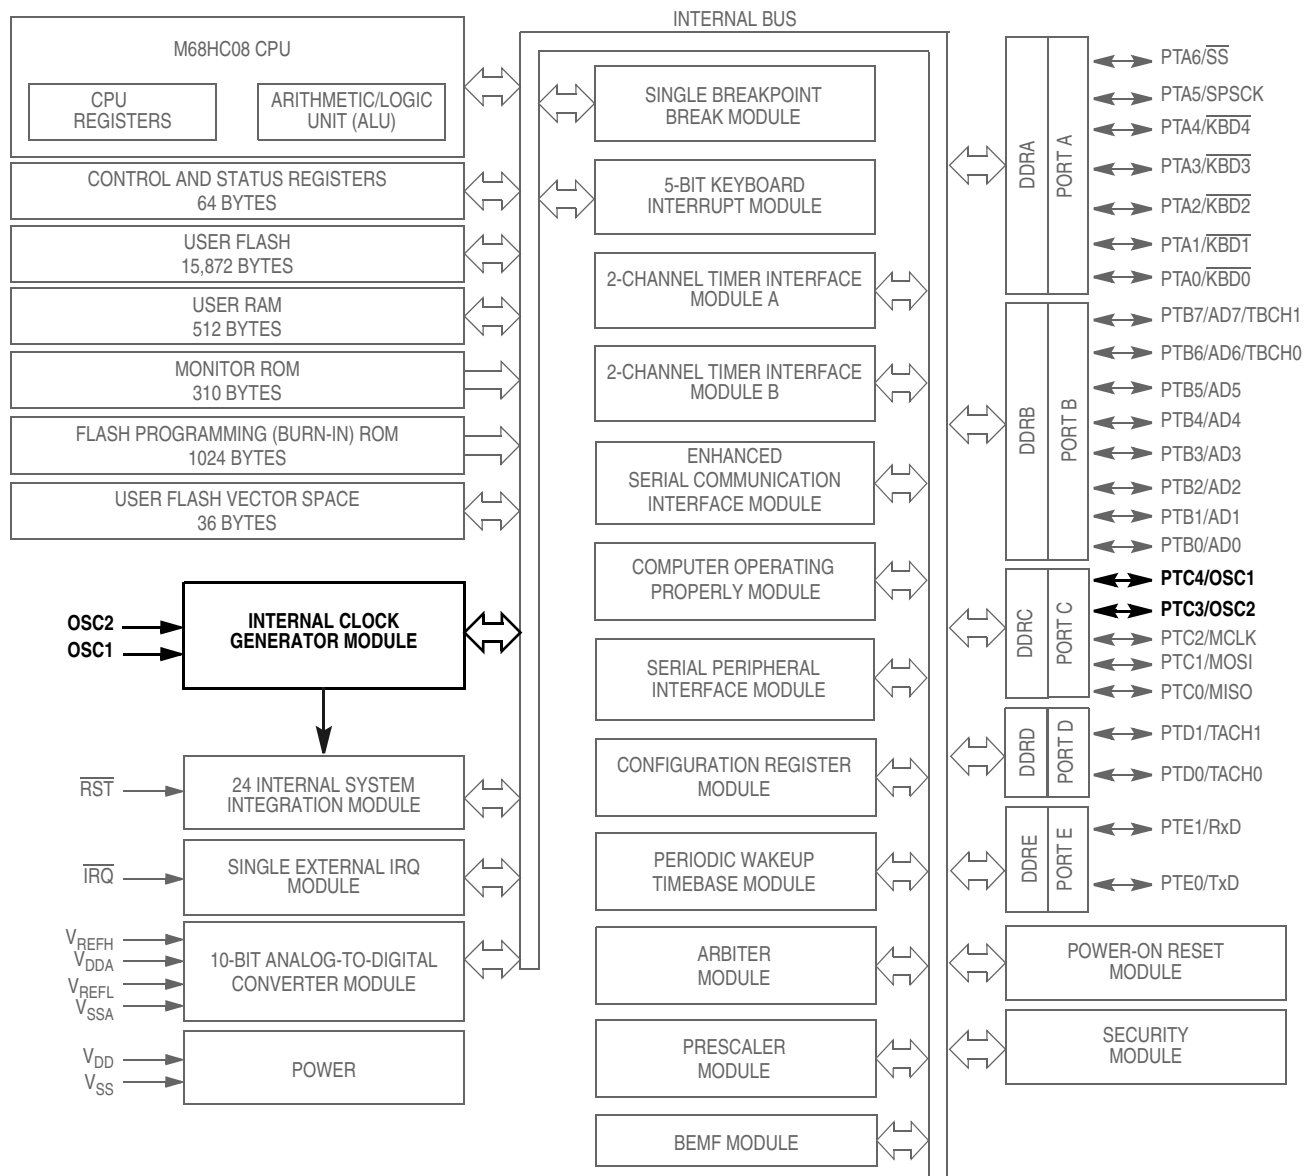 INTERNAL BUS
M68HC08 CPU
CPU
REGISTERS
ARITHMETIC/LOGIC
UNIT (ALU)
CONTROL AND STATUS REGISTERS
64 BYTES
USER FLASH
15,872 BYTES
USER RAM
512 BYTES
MONITOR ROM
310 BYTES
FLASH PROGRAMMING (BURN-IN) ROM
1024 BYTES
USER FLASH VECTOR SPACE
36 BYTES
OSC2
OSC1
INTERNAL CLOCK
GENERATOR MODULE
RST
24 INTERNAL SYSTEM
INTEGRATION MODULE
IRQ
SINGLE EXTERNAL IRQ
MODULE
VREFH
VDDA
VREFL
VSSA
10-BIT ANALOG-TO-DIGITAL
CONVERTER MODULE
VDD
VSS
POWER
SINGLE BREAKPOINT
BREAK MODULE
5-BIT KEYBOARD
INTERRUPT MODULE
2-CHANNEL TIMER INTERFACE
MODULE A
2-CHANNEL TIMER INTERFACE
MODULE B
ENHANCED
SERIAL COMMUNICATION
INTERFACE MODULE
COMPUTER OPERATING
PROPERLY MODULE
SERIAL PERIPHERAL
INTERFACE MODULE
CONFIGURATION REGISTER
MODULE
PERIODIC WAKEUP
TIMEBASE MODULE
ARBITER
MODULE
PRESCALER
MODULE
BEMF MODULE
DDRA
PORT A
PTA6/SS
PTA5/SPSCK
PTA4/KBD4
PTA3/KBD3
PTA2/KBD2
PTA1/KBD1
PTA0/KBD0
DDRB
PORT B
PTB7/AD7/TBCH1
PTB6/AD6/TBCH0
PTB5/AD5
PTB4/AD4
PTB3/AD3
PTB2/AD2
PTB1/AD1
PTB0/AD0
DDRC
PORT C
PTC4/OSC1
PTC3/OSC2
PTC2/MCLK
PTC1/MOSI
PTC0/MISO
DDRD
PORT D
PTD1/TACH1
PTD0/TACH0
DDRE
PORT E
PTE1/RxD
PTE0/TxD
POWER-ON RESET
MODULE
SECURITY
MODULE